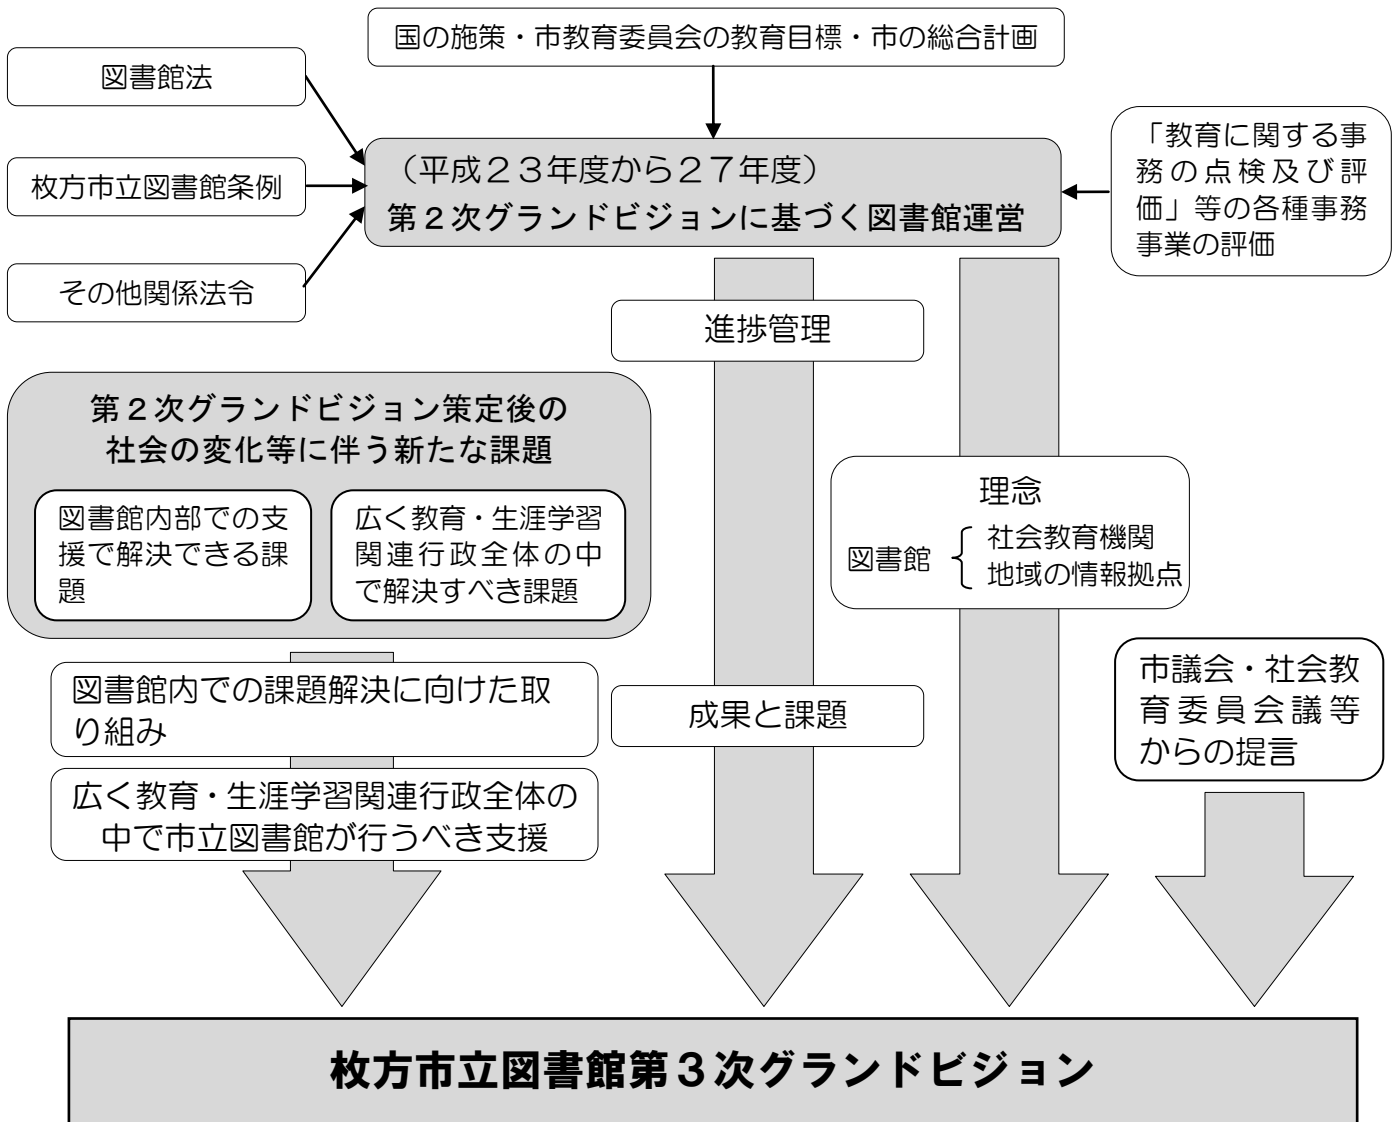 国の施策・市教育委員会の教育目標・市の総合計画
図書館法
枚方市立図書館条例
その他関係法令
（平成２３年度から２７年度）
第２次グランドビジョンに基づく図書館運営
「教育に関する事
務の点検及び評
価」等の各種事務
事業の評価
進捗管理
第２次グランドビジョン策定後の
社会の変化等に伴う新たな課題
図書館内部での支
援で解決できる課
題
広く教育・生涯学習
関連行政全体の中
で解決すべき課題
理念
図書館
社会教育機関
地域の情報拠点
図書館内での課題解決に向けた取
り組み
広く教育・生涯学習関連行政全体の
中で市立図書館が行うべき支援
成果と課題
市議会・社会教
育委員会議等
からの提言
枚方市立図書館第３次グランドビジョン